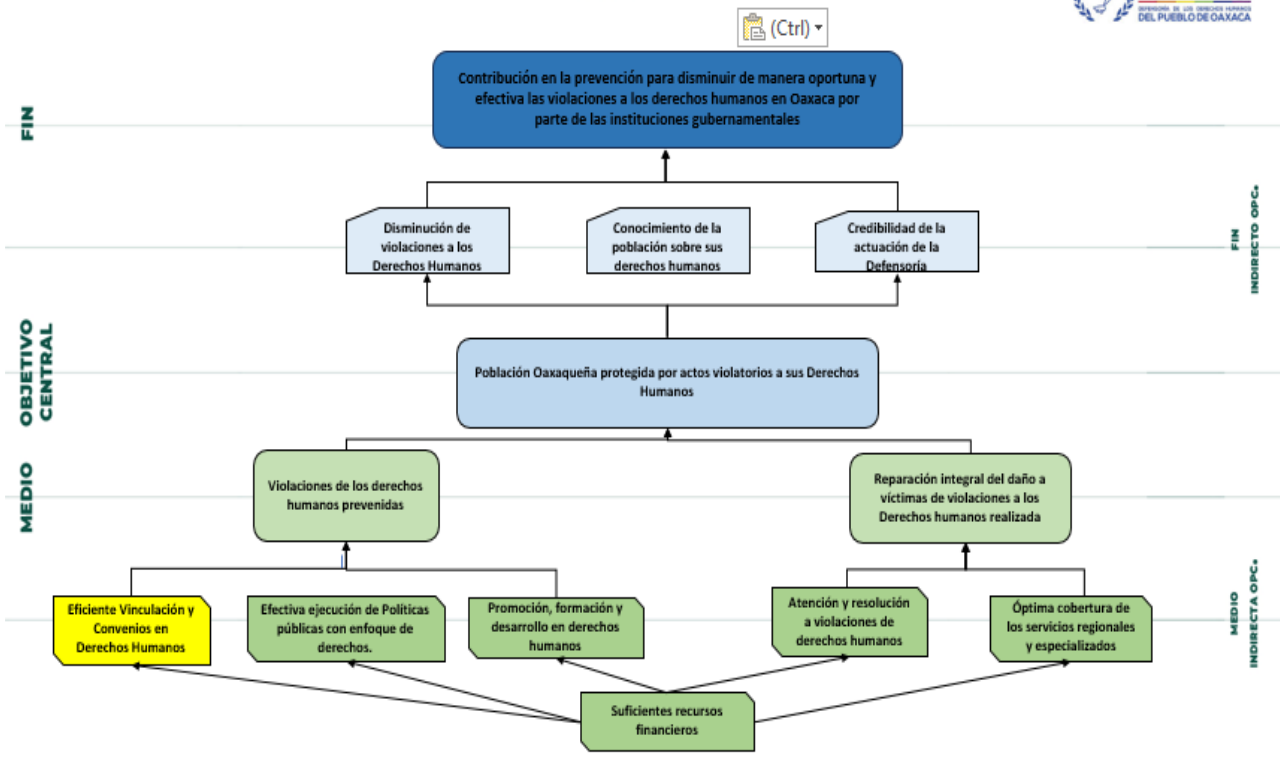 DEFENSORÍA DE LOS DERECHOS HUMANOS
DEL PUEBLO DE OAXACA
(Ctrl)
FIN
Contribución en la prevención para disminuir de manera oportuna y
efectiva las violaciones a los derechos humanos en Oaxaca por
parte de las instituciones gubernamentales
Disminución de
violaciones a los
Derechos Humanos
Conocimiento de la
población sobre sus
derechos humanos
Credibilidad de la
actuación de la
Defensoría
FIN
INDIRECTO OPC.
OBJETIVO
CENTRAL
Población Oaxaqueña protegida por actos violatorios a sus Derechos
Humanos
MEDIO
Violaciones de los derechos
humanos prevenidas
Reparación integral del daño a
víctimas de violaciones a los
Derechos humanos realizada
Eficiente Vinculación y
Convenios en
Derechos Humanos
Efectiva ejecución de Políticas
públicas con enfoque de
derechos.
Promoción, formación y
desarrollo en derechos
humanos
Atención y resolución
a violaciones de
derechos humanos
Óptima cobertura de
los servicios regionales
y especializados
MEDIO
INDIRECTA OPC.
Suficientes recursos
financieros